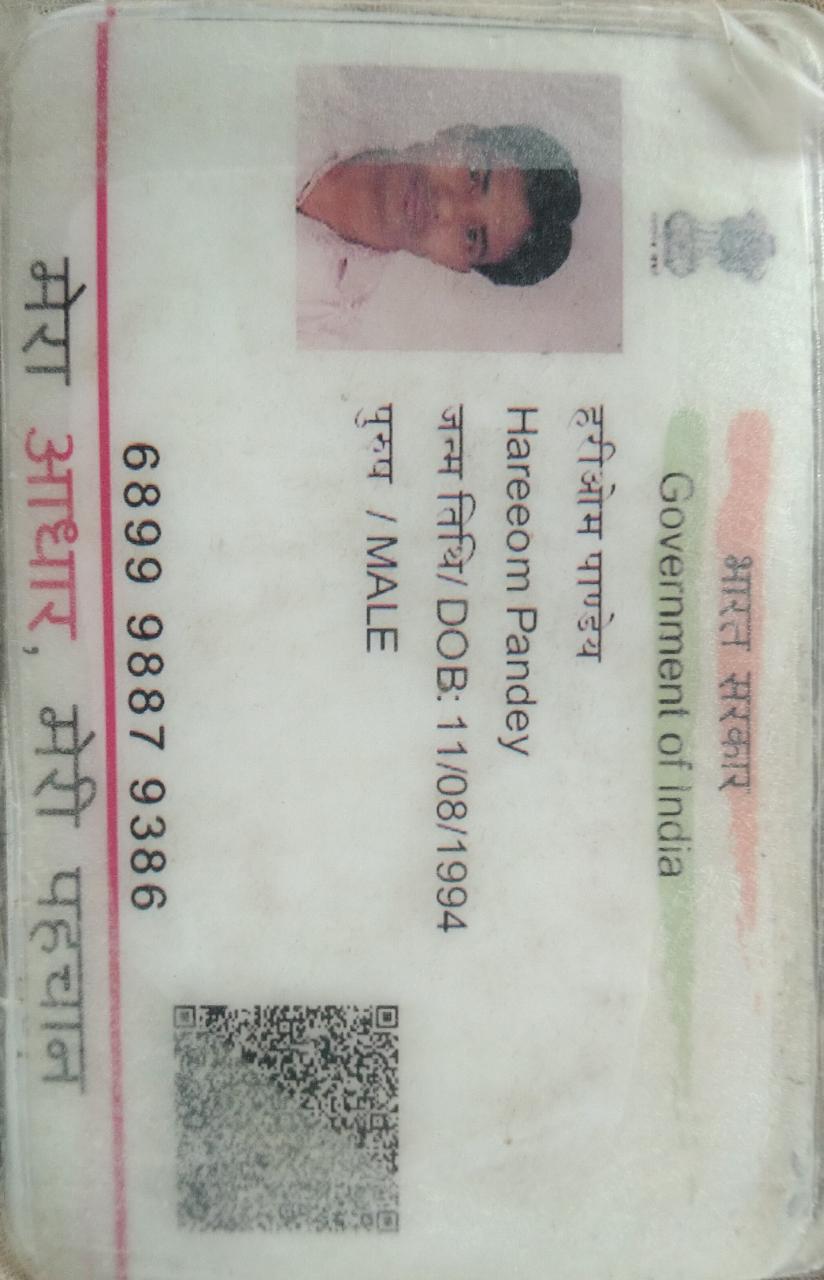 भारत सरकार
Government of India
हरीओम पाण्डेय
Hareeom Pandey
जन्म तिथि/ DOB: 11/08/1994
पुरुष / MALE
6899 9887 9386
मेरा आधार, मेरी पहचान